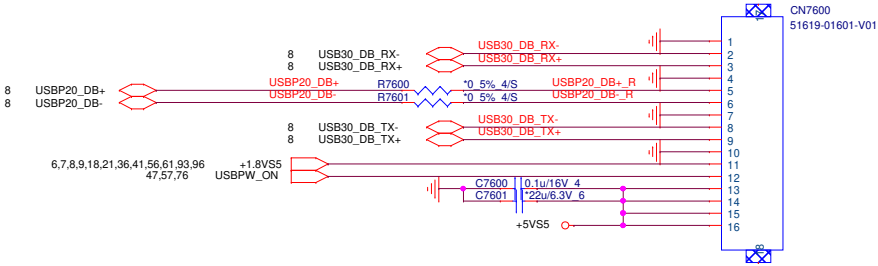 17
CN7600
51619-01601-V01
1
8 USB30_DB_RX- USB30_DB_RX- 2
8 USB30_DB_RX+ USB30_DB_RX+ 3
4
8 USBP20_DB+ USBP20_DB+ R7600 *0_5%_4/S USBP20_DB+_R 5
8 USBP20_DB- USBP20_DB- R7601 *0_5%_4/S USBP20_DB-_R 6
7
8 USB30_DB_TX- USB30_DB_TX- 8
8 USB30_DB_TX+ USB30_DB_TX+ 9
10
6,7,8,9,18,21,36,41,56,61,93,96 +1.8VS5 11
47,57,76 USBPW_ON 12
C7600 0.1u/16V_4 13
C7601 *22u/6.3V_6 14
15
+5VS5 16
18